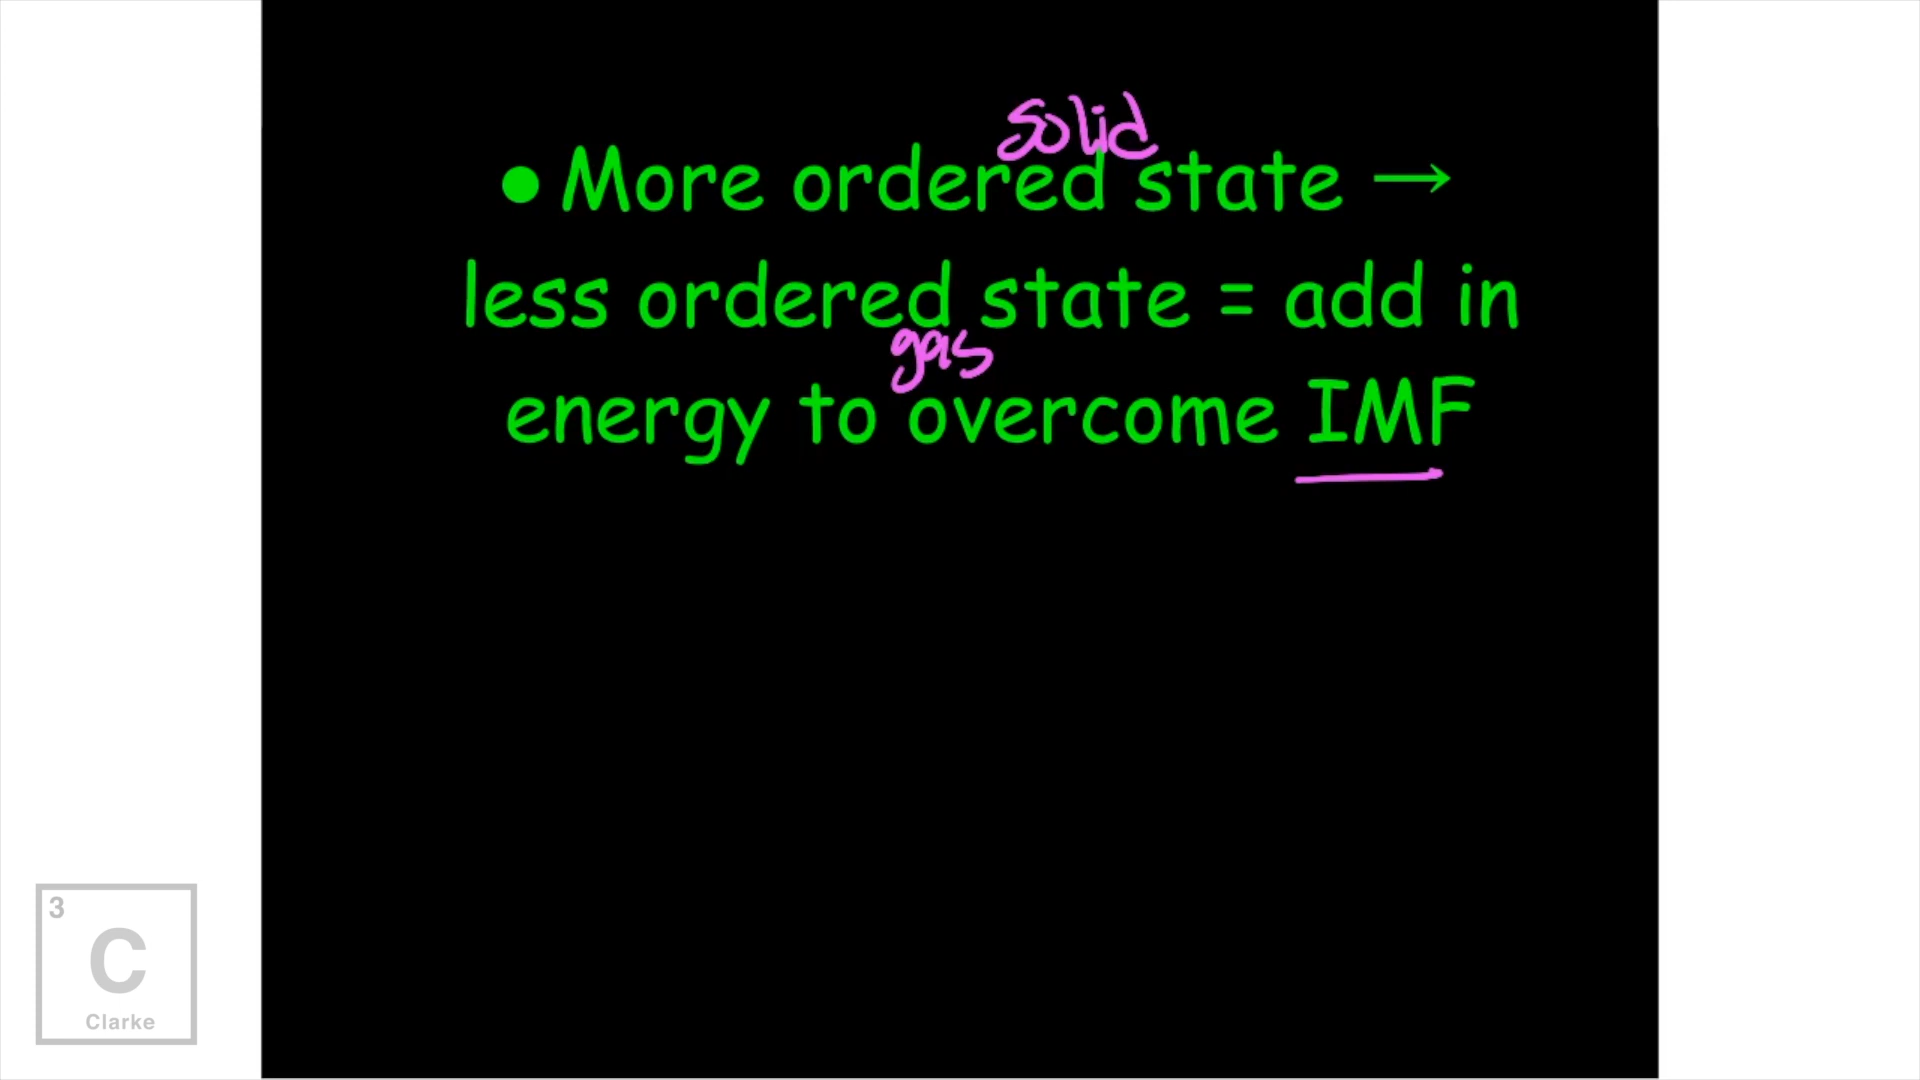 solid
• More ordered state →
less ordered state = add in
gas
energy to overcome IMF
3
C
Clarke